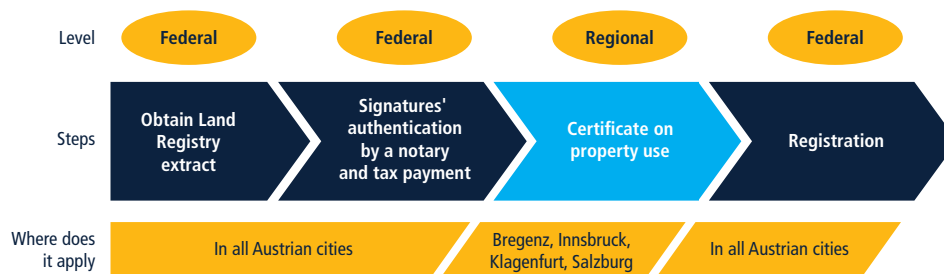 Level
Federal
Federal
Regional
Federal
Steps
Obtain Land
Registry
extract
Signatures'
authentication
by a notary
and tax payment
Certificate on
property use
Registration
Where does
it apply
In all Austrian cities
Bregenz, Innsbruck,
Klagenfurt, Salzburg
In all Austrian cities